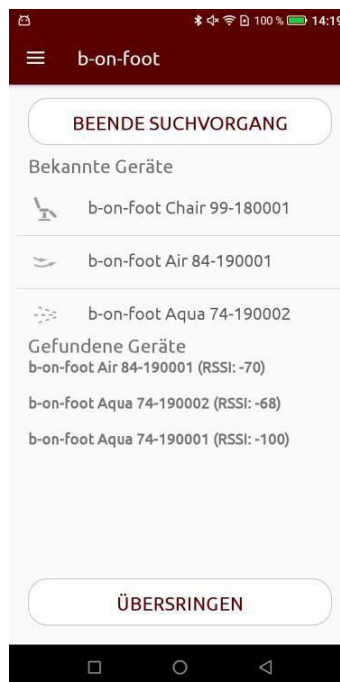 100 % 14:19
b-on-foot
BEENDE SUCHVORGANG
Bekannte Geräte
b-on-foot Chair 99-180001
b-on-foot Air 84-190001
b-on-foot Aqua 74-190002
Gefundene Geräte
b-on-foot Air 84-190001 (RSSI: -70)
b-on-foot Aqua 74-190002 (RSSI: -68)
b-on-foot Aqua 74-190001 (RSSI: -100)
ÜBERSRINGEN